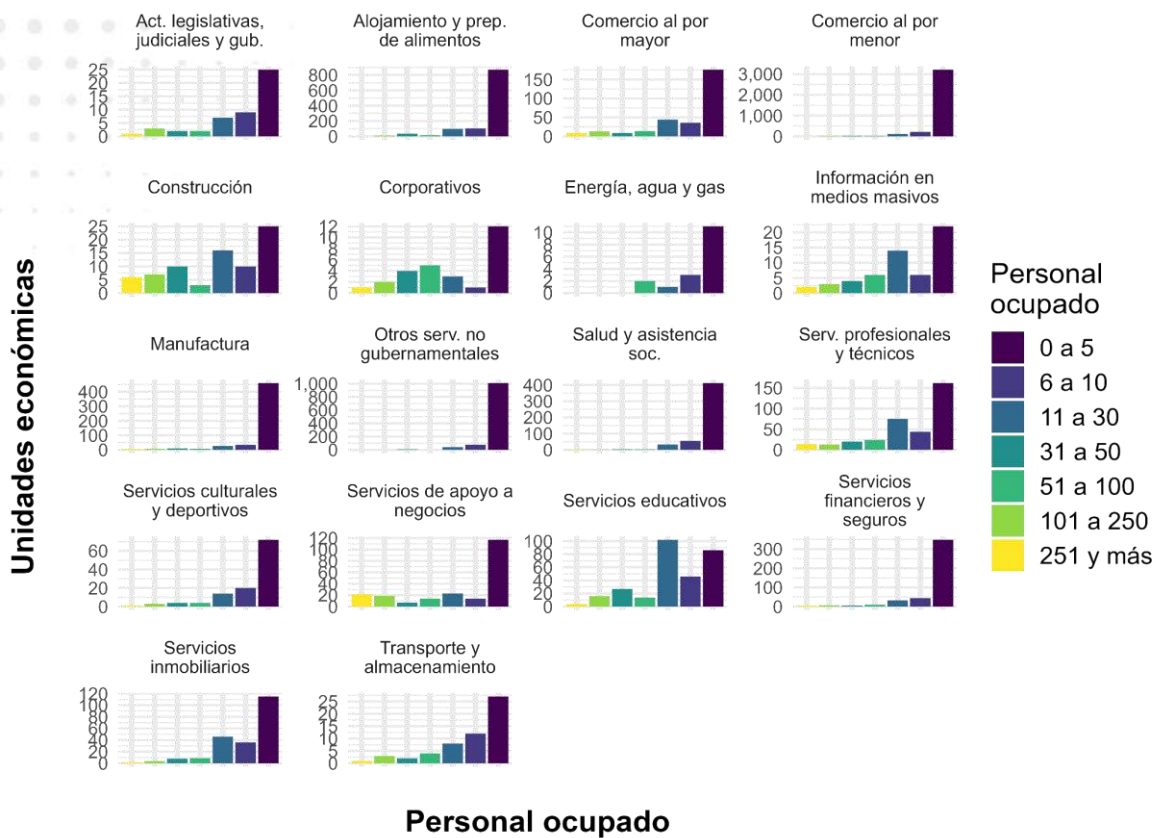 Act. legislativas,
judiciales y gub.
25
20
15
10
5
0
Alojamiento y prep.
de alimentos
800
600
400
200
0
Comercio al por
mayor
150
100
50
0
Comercio al por
menor
3,000
2,000
1,000
0
Construcción
25
20
15
10
5
0
Corporativos
12
10
8
6
4
2
0
Energía, agua y gas
10
8
6
4
2
0
Información en
medios masivos
20
15
10
5
0
Manufactura
400
300
200
100
0
Otros serv. no
gubernamentales
1,000
800
600
400
200
0
Salud y asistencia
soc.
400
300
200
100
0
Serv. profesionales
y técnicos
150
100
50
0
Servicios culturales
y deportivos
60
40
20
0
Servicios de apoyo a
negocios
120
100
80
60
40
20
0
Servicios educativos
100
80
60
40
20
0
Servicios
financieros y
seguros
300
200
100
0
Servicios
inmobiliarios
120
100
80
60
40
20
0
Transporte y
almacenamiento
25
20
15
10
5
0
Unidades económicas
Personal ocupado
Personal
ocupado
0 a 5
6 a 10
11 a 30
31 a 50
51 a 100
101 a 250
251 y más